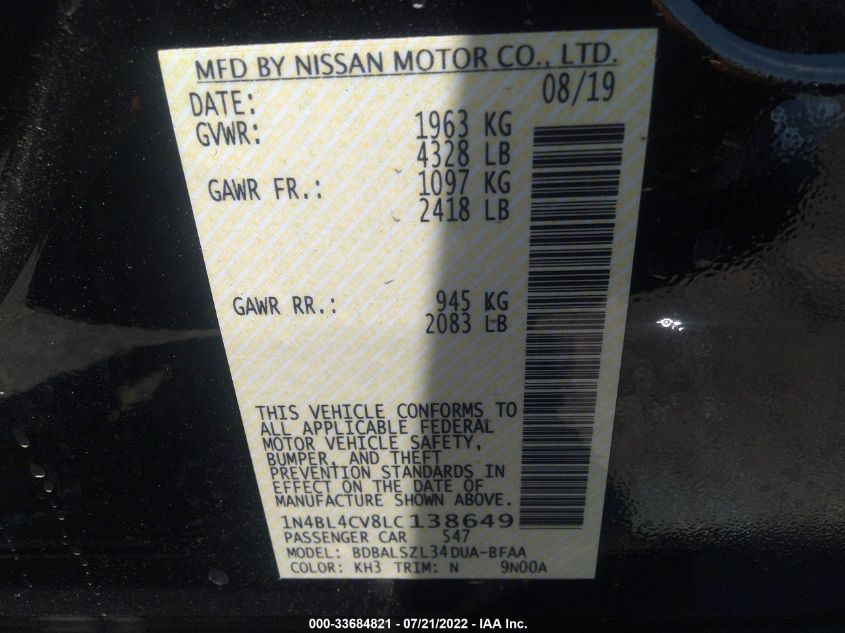 MFD BY NISSAN MOTOR CO., LTD.
DATE: 08/19
GVWR: 1963 KG
4328 LB
GAWR FR.: 1097 KG
2418 LB
GAWR RR.: 945 KG
2083 LB
THIS VEHICLE CONFORMS TO
ALL APPLICABLE FEDERAL
MOTOR VEHICLE SAFETY,
BUMPER, AND THEFT
PREVENTION STANDARDS IN
EFFECT ON THE DATE OF
MANUFACTURE SHOWN ABOVE.
1N4BL4CV8LC138649
PASSENGER CAR 547
MODEL: BDBALSZL34DUA-BFAA
COLOR: KH3 TRIM: N 9N00A
000-33684821 - 07/21/2022 - IAA Inc.